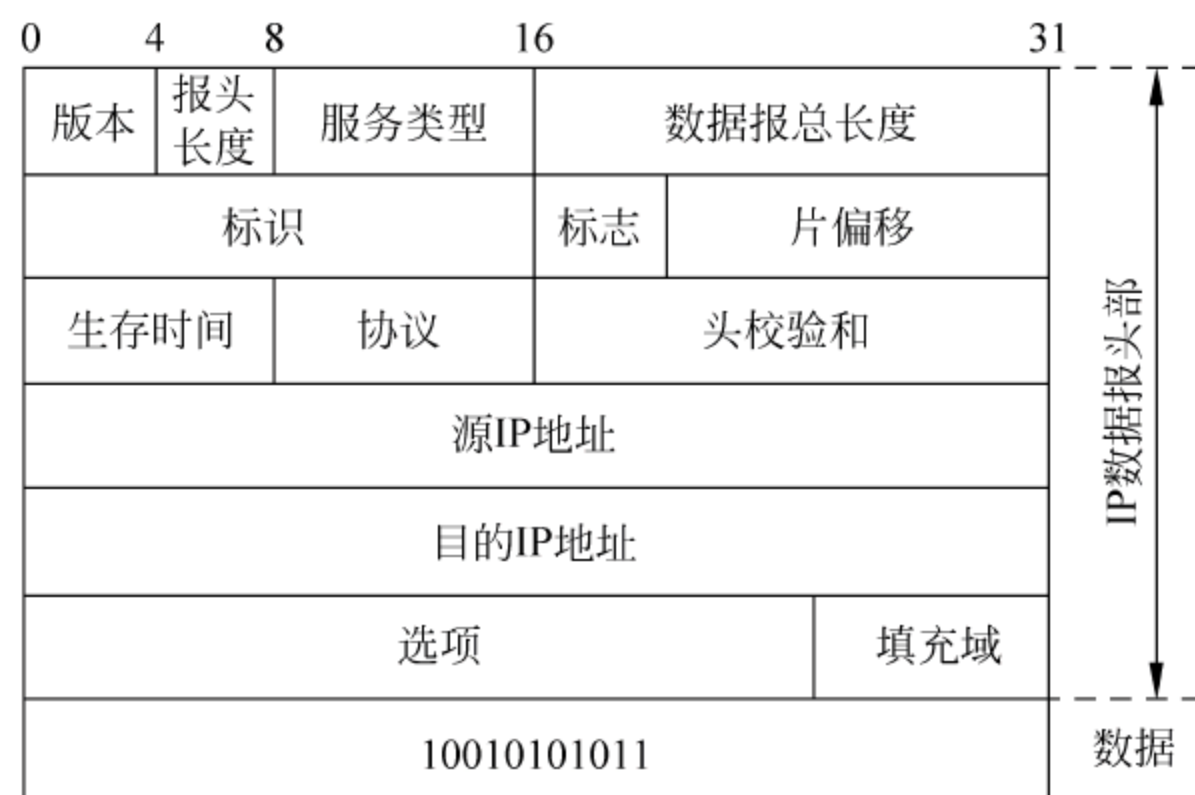 0 4 8 16 31
版本 报头长度 服务类型 数据报总长度
标识 标志 片偏移
生存时间 协议 头校验和
源IP地址
目的IP地址
选项 填充域
IP数据报头部
10010101011 数据